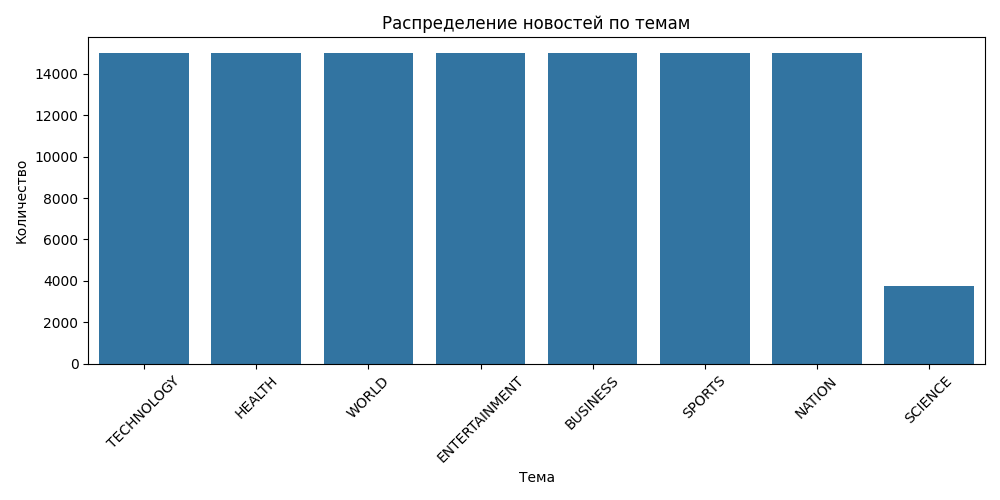 Распределение новостей по темам
Количество
14000
12000
10000
8000
6000
4000
2000
0
TECHNOLOGY
HEALTH
WORLD
ENTERTAINMENT
BUSINESS
SPORTS
NATION
SCIENCE
Тема